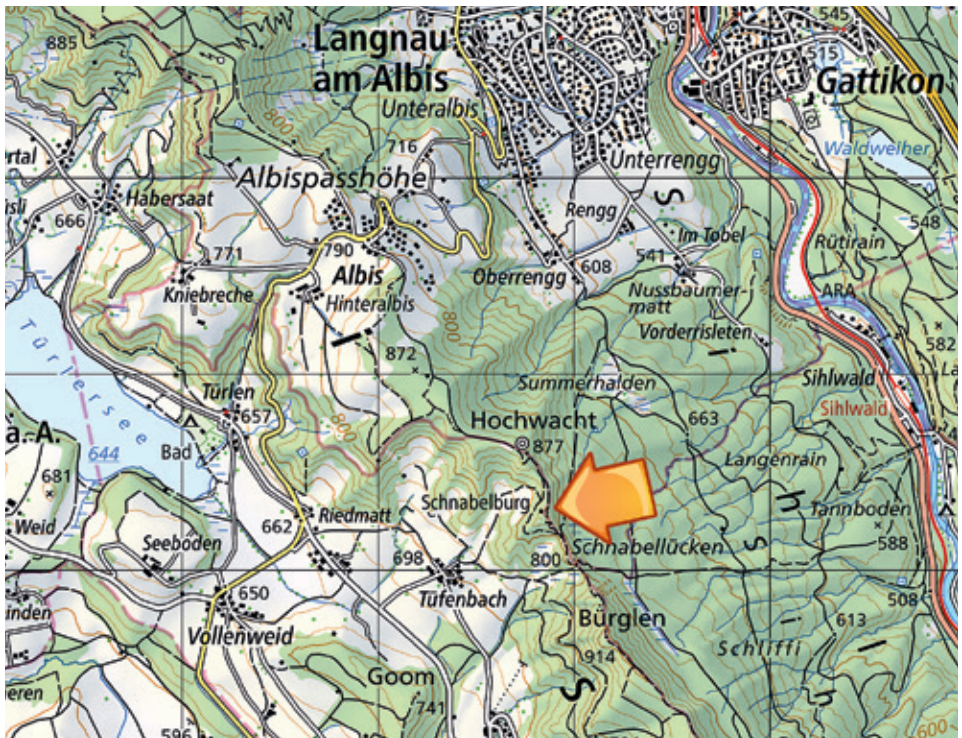 885
Langnau
am Albis
800
Unteralbis
545
515
Gattikon
Waldweiher
716
Albispasshöhe
Unterrengg
666
Habersaat
Rengg
S
548
Im Tobel
Rütirain
790
771
Albis
Oberrengg
608
541
ARA
Kniebreche
Hinteralbis
Nussbaumer-
matt
Vorderrisleten
800
872
582
Türlersee
Summerhalden
Sihlwald
Türlen
657
Hochwacht
663
Sihlwald
800
a. A.
644
Bad
877
Langenrain
681
Schnabelburg
h
Tannboden
Weid
662
Riedmatt
S
588
Seeboden
698
800
Schnabellücken
650
Tüfenbach
508
Vollenweid
Bürglen
i
613
l
Schliffi
Goom
914
741
S
h
596
600